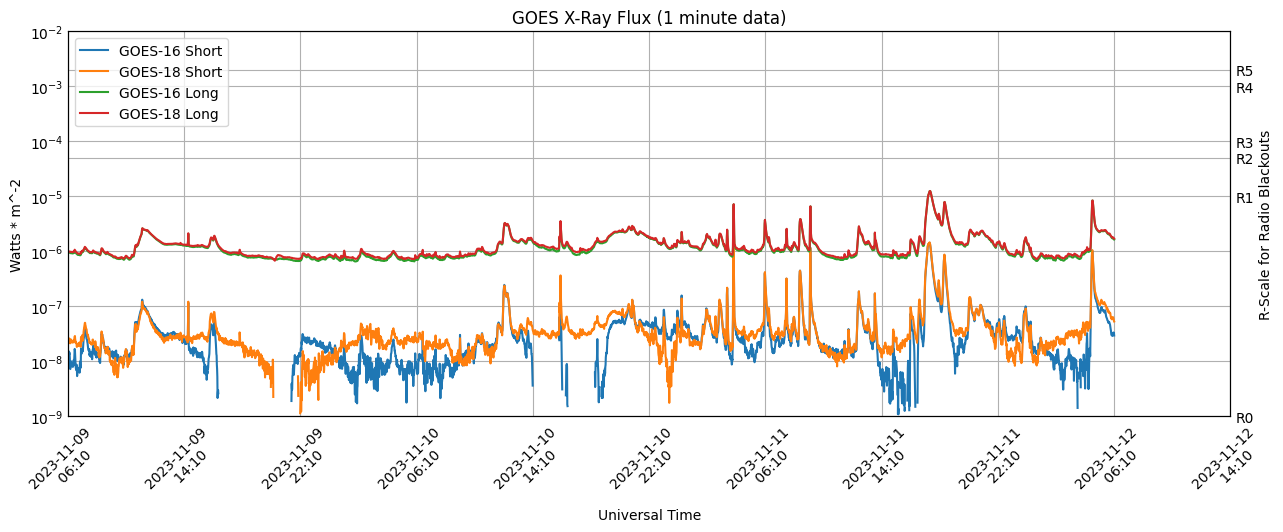 GOES X-Ray Flux (1 minute data)
GOES-16 Short
GOES-18 Short
GOES-16 Long
GOES-18 Long
10^-2
10^-3
10^-4
10^-5
10^-6
10^-7
10^-8
10^-9
Watts * m^-2
R5
R4
R3
R2
R1
R0
R-Scale for Radio Blackouts
2023-11-09
06:10
2023-11-09
14:10
2023-11-09
22:10
2023-11-10
06:10
2023-11-10
14:10
2023-11-10
22:10
2023-11-11
06:10
2023-11-11
14:10
2023-11-11
22:10
2023-11-12
06:10
2023-11-12
14:10
Universal Time